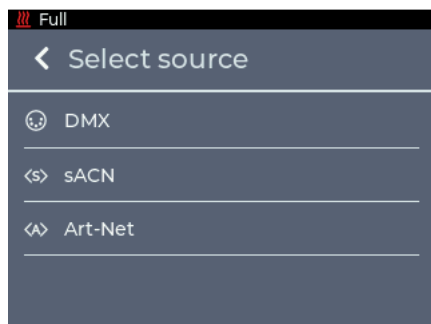 Full
Select source
DMX
<S> sACN
<A> Art-Net